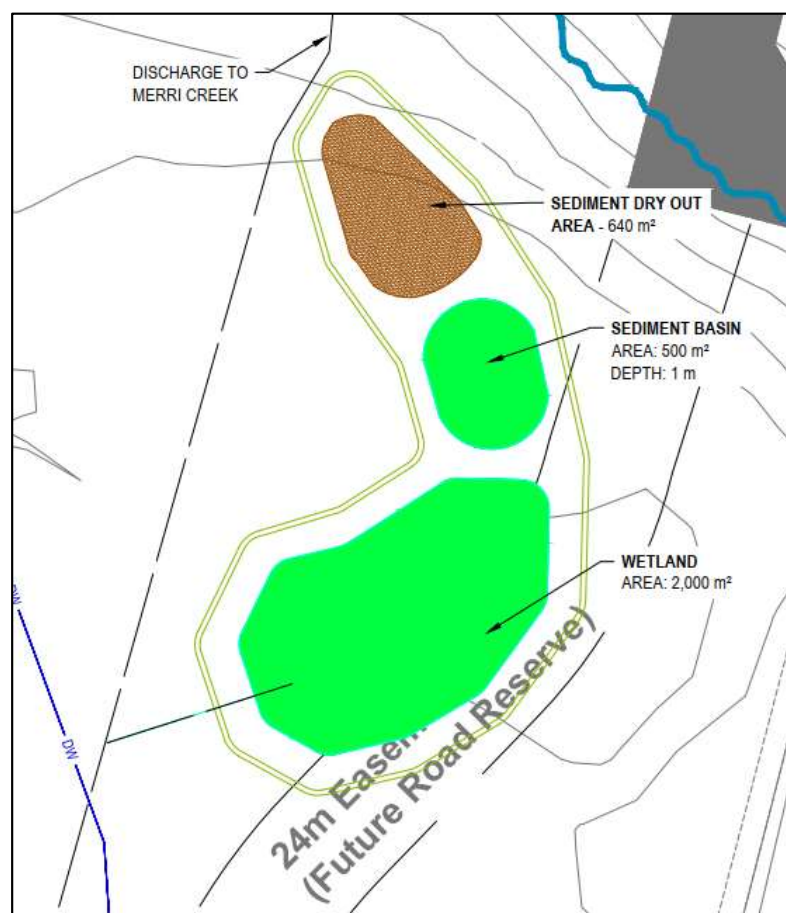 DISCHARGE TO
MERRI CREEK
SEDIMENT DRY OUT
AREA - 640 m²
SEDIMENT BASIN
AREA: 500 m²
DEPTH: 1 m
WETLAND
AREA: 2,000 m²
DW
DW
24m Easem
(Future Road Reserve)